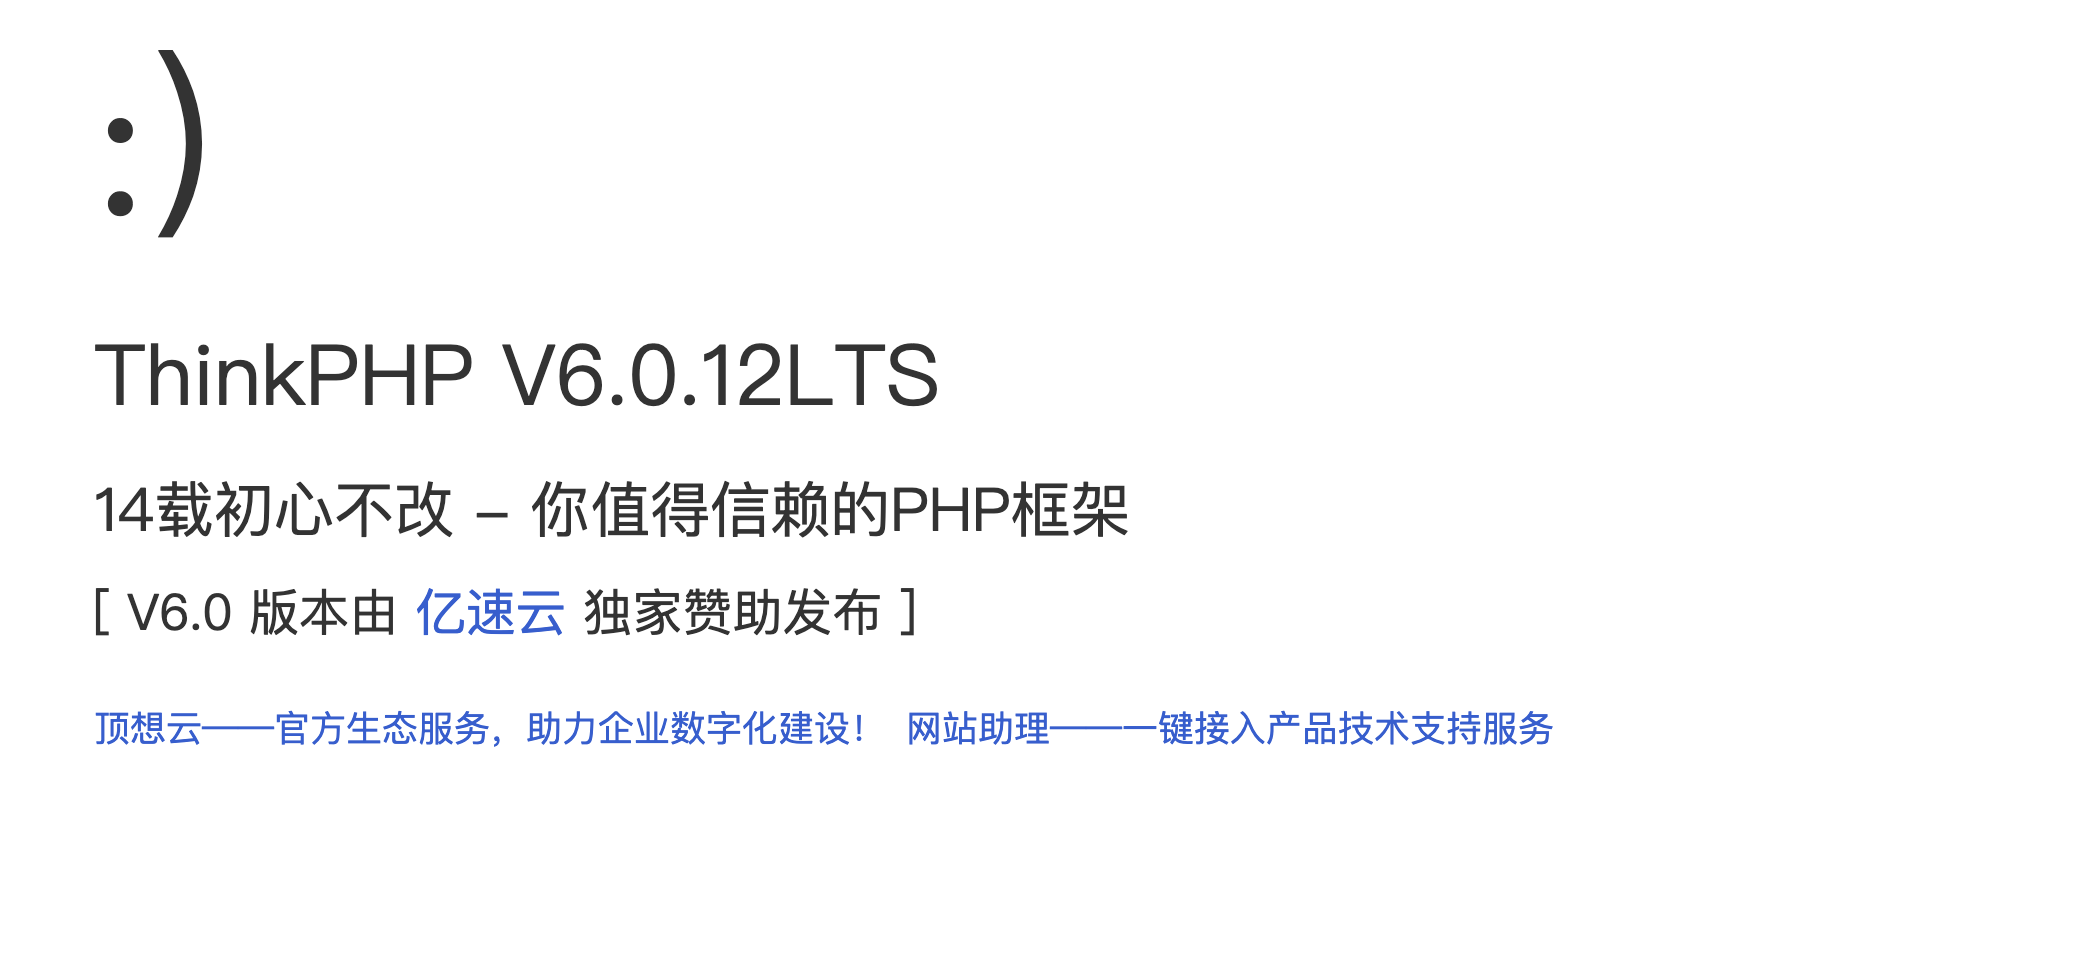 :)
ThinkPHP V6.0.12LTS
14载初心不改 – 你值得信赖的PHP框架
[ V6.0 版本由 亿速云 独家赞助发布 ]
顶想云——官方生态服务，助力企业数字化建设！ 网站助理——一键接入产品技术支持服务